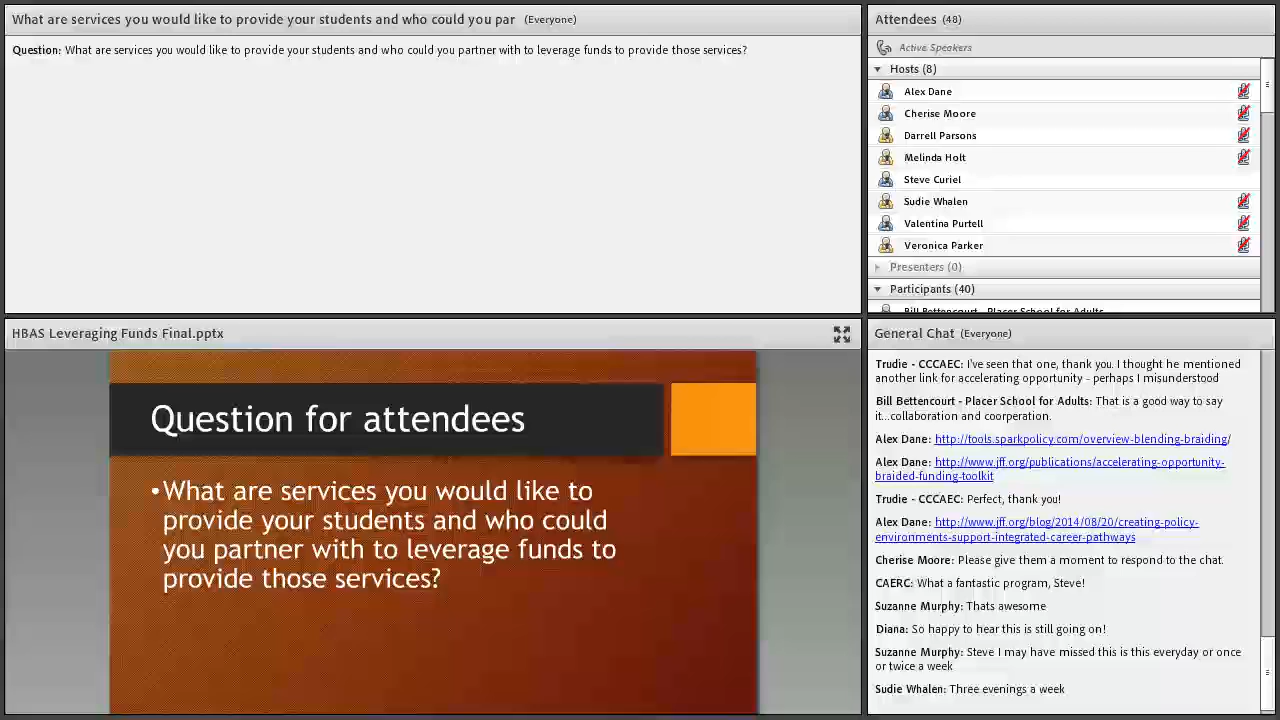 What are services you would like to provide your students and who could you par (Everyone)
Question: What are services you would like to provide your students and who could you partner with to leverage funds to provide those services?
Attendees (48)
Active Speakers
Hosts (8)
Alex Dane
Cherise Moore
Darrell Parsons
Melinda Holt
Steve Curiel
Sudie Whalen
Valentina Purtell
Veronica Parker
Presenters (0)
Participants (40)
Bill Bettencourt - Placer School for Adults
HBAS Leveraging Funds Final.pptx
Question for attendees
•What are services you would like to
provide your students and who could
you partner with to leverage funds to
provide those services?
General Chat (Everyone)
Trudie - CCCAEC: I've seen that one, thank you. I thought he mentioned
another link for accelerating opportunity - perhaps I misunderstood
Bill Bettencourt - Placer School for Adults: That is a good way to say
it...collaboration and coorperation.
Alex Dane: http://tools.sparkpolicy.com/overview-blending-braiding/
Alex Dane: http://www.jff.org/publications/accelerating-opportunity-
braided-funding-toolkit
Trudie - CCCAEC: Perfect, thank you!
Alex Dane: http://www.jff.org/blog/2014/08/20/creating-policy-
environments-support-integrated-career-pathways
Cherise Moore: Please give them a moment to respond to the chat.
CAERC: What a fantastic program, Steve!
Suzanne Murphy: Thats awesome
Diana: So happy to hear this is still going on!
Suzanne Murphy: Steve I may have missed this is this everyday or once
or twice a week
Sudie Whalen: Three evenings a week